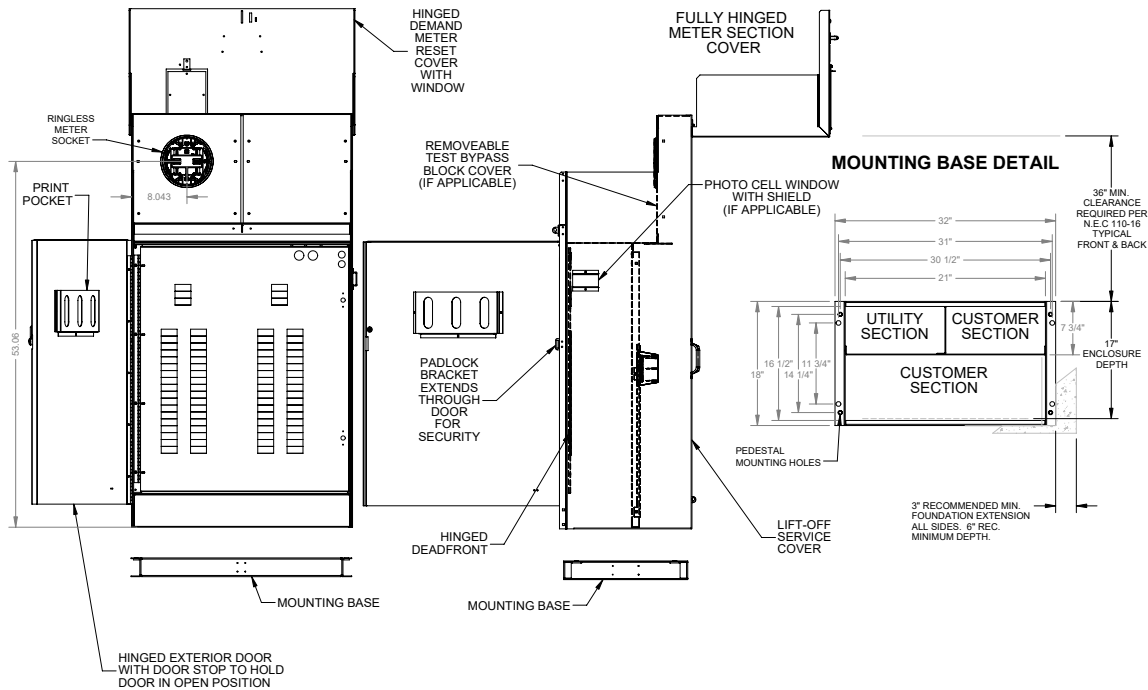 HINGED
DEMAND
METER
RESET
COVER
WITH
WINDOW
FULLY HINGED
METER SECTION
COVER
RINGLESS
METER
SOCKET
8.043
PRINT
POCKET
53.06
REMOVEABLE
TEST BYPASS
BLOCK COVER
(IF APPLICABLE)
PHOTO CELL WINDOW
WITH SHIELD
(IF APPLICABLE)
PADLOCK
BRACKET
EXTENDS
THROUGH
DOOR
FOR
SECURITY
HINGED
DEADFRONT
LIFT-OFF
SERVICE
COVER
MOUNTING BASE
MOUNTING BASE
HINGED EXTERIOR DOOR
WITH DOOR STOP TO HOLD
DOOR IN OPEN POSITION
MOUNTING BASE DETAIL
36" MIN.
CLEARANCE
REQUIRED PER
N.E.C 110-16
TYPICAL
FRONT & BACK
32"
31"
30 1/2"
21"
UTILITY
SECTION
CUSTOMER
SECTION
CUSTOMER
SECTION
7 3/4"
17"
ENCLOSURE
DEPTH
18"
16 1/2"
14 1/4"
11 3/4"
PEDESTAL
MOUNTING HOLES
3" RECOMMENDED MIN.
FOUNDATION EXTENSION
ALL SIDES. 6" REC.
MINIMUM DEPTH.